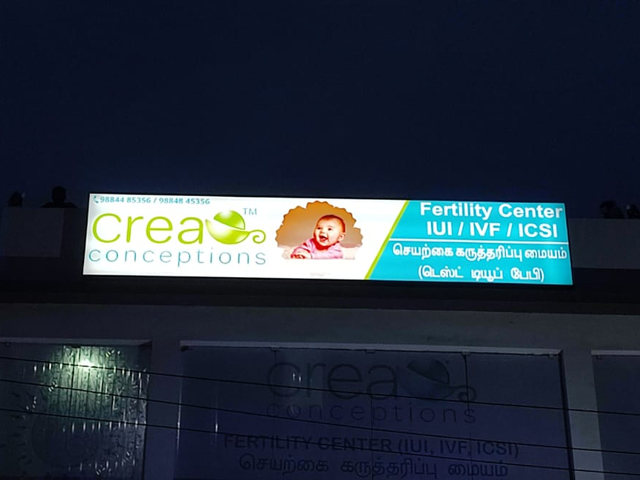 98844 85356 / 98848 45356
crea TM
conceptions
Fertility Center
IUI / IVF / ICSI
செயற்கை கருத்தரிப்பு மையம்
(டெஸ்ட் டியூப் பேபி)
crea
conceptions
FERTILITY CENTER (IUI, IVF, ICSI)
செயற்கை கருத்தரிப்பு மையம்